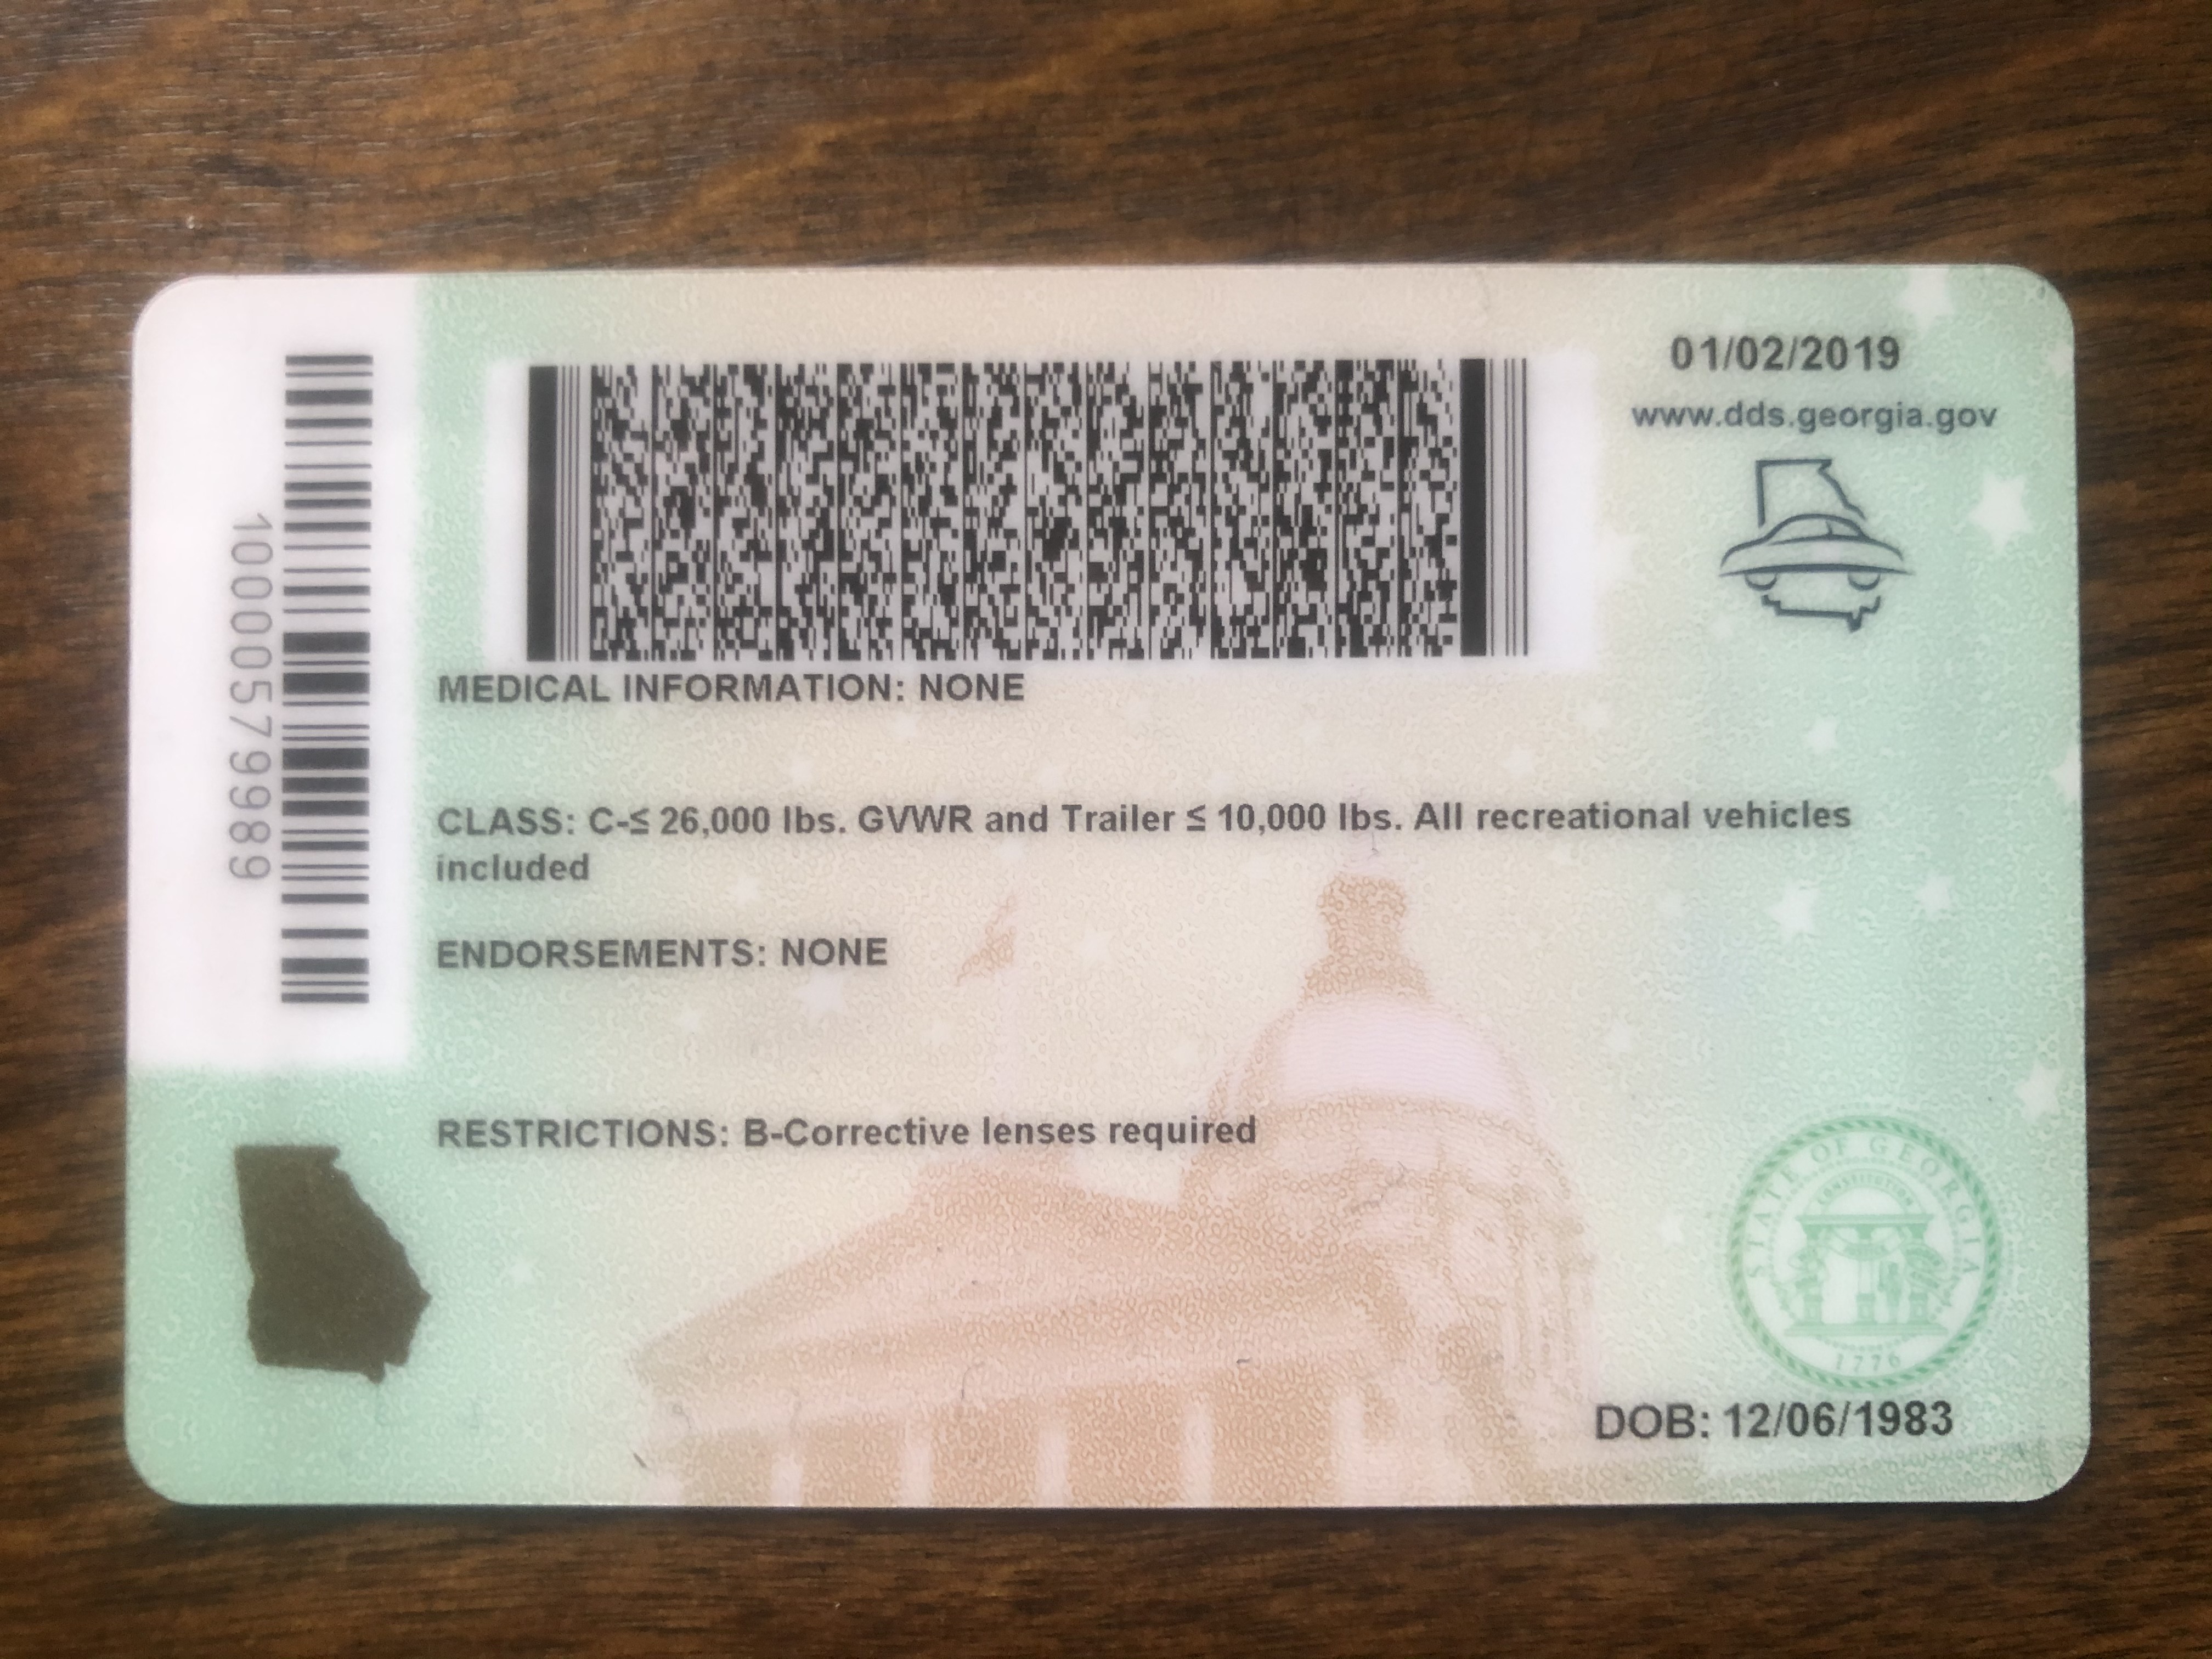 01/02/2019
www.dds.georgia.gov
100005799989
MEDICAL INFORMATION: NONE
CLASS: C-≤ 26,000 lbs. GVWR and Trailer ≤ 10,000 lbs. All recreational vehicles
included
ENDORSEMENTS: NONE
RESTRICTIONS: B-Corrective lenses required
STATE OF GEORGIA
CONSTITUTION
1776
DOB: 12/06/1983